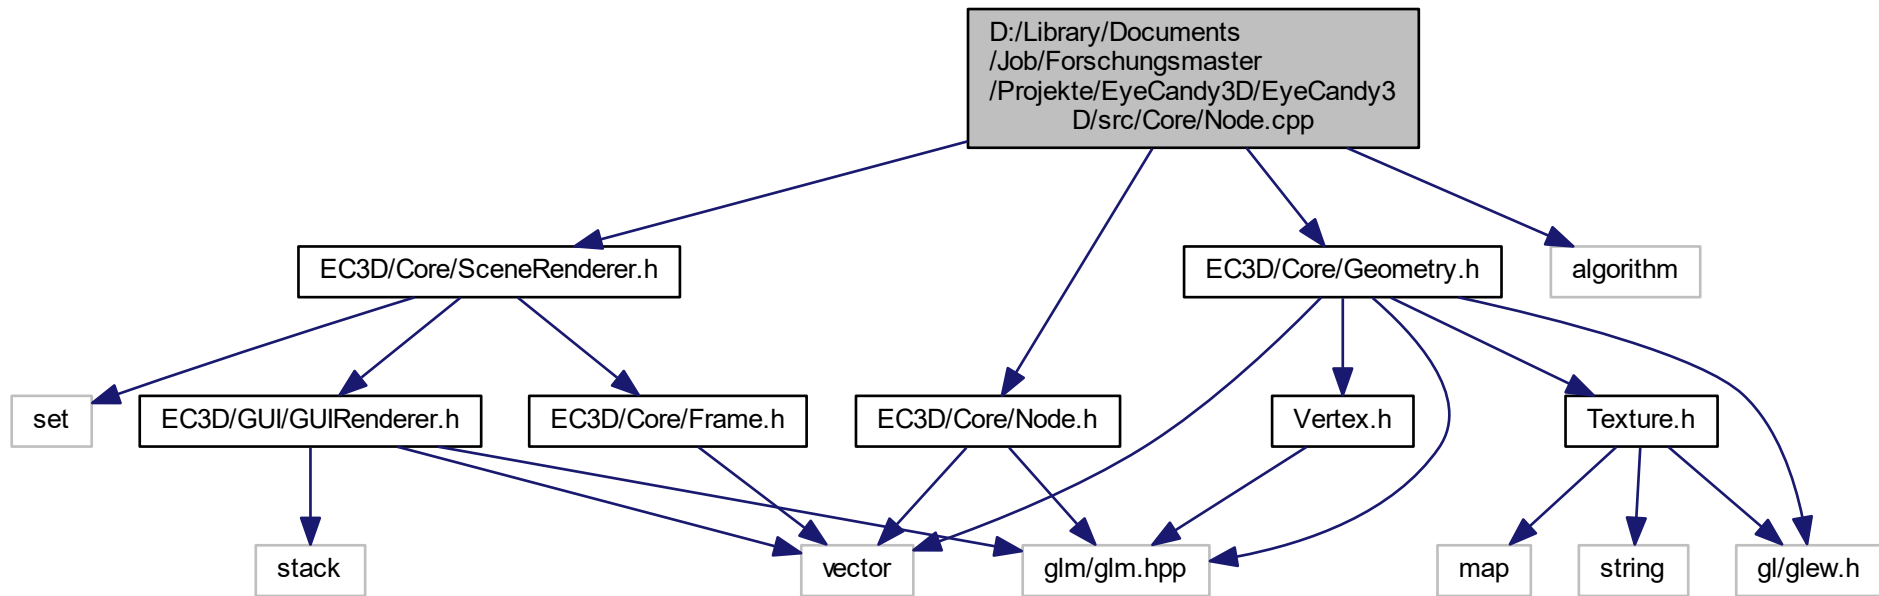 D:/Library/Documents
/Job/Forschungsmaster
/Projekte/EyeCandy3D/EyeCandy3
D/src/Core/Node.cpp
EC3D/Core/SceneRenderer.h
EC3D/Core/Geometry.h
algorithm
set
EC3D/GUI/GUIRenderer.h
EC3D/Core/Frame.h
EC3D/Core/Node.h
Vertex.h
Texture.h
stack
vector
glm/glm.hpp
map
string
gl/glew.h